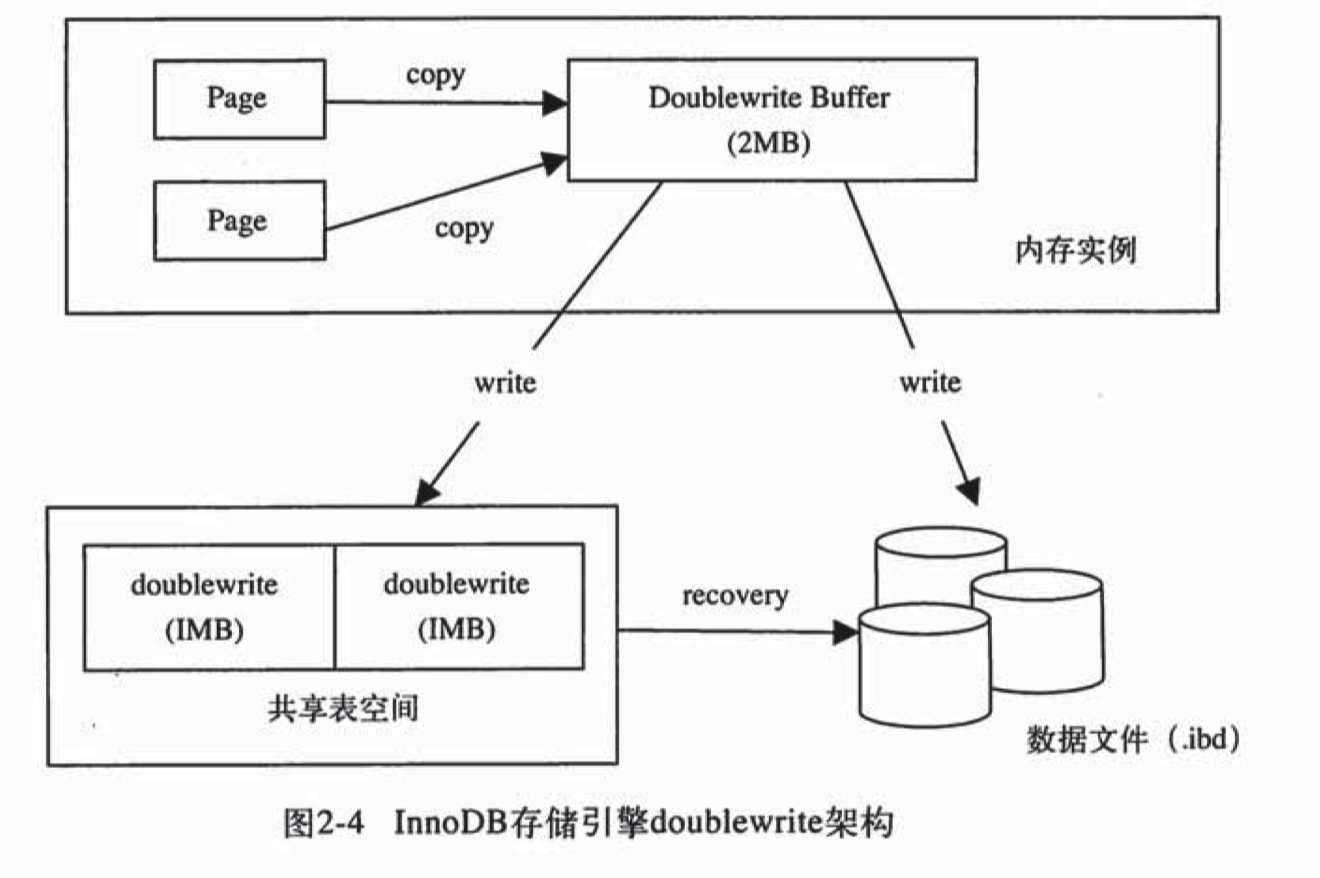 copy
Page
Doublewrite Buffer
(2MB)
Page
copy
内存实例
write
write
doublewrite
(IMB)
doublewrite
(IMB)
共享表空间
recovery
数据文件（.ibd）
图2-4 InnoDB存储引擎doublewrite架构